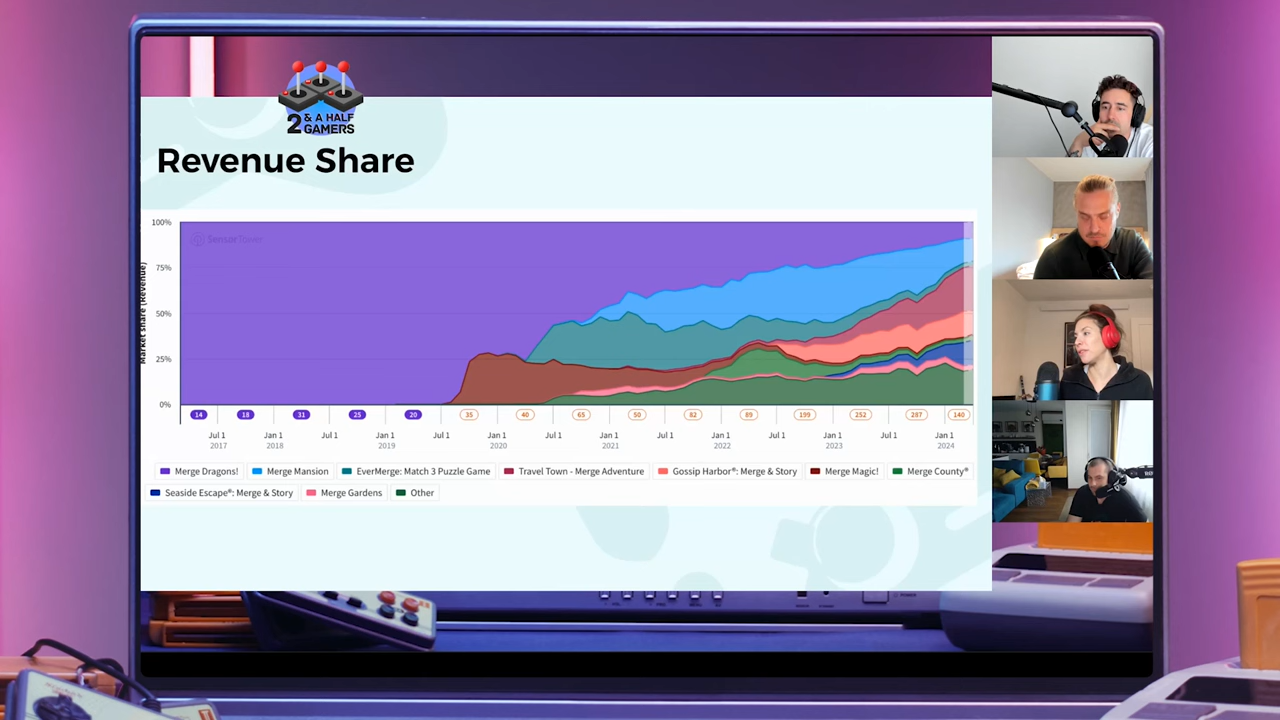 2 & A HALF
GAMERS
Revenue Share
Market share (Revenue)
100%
75%
50%
25%
0%
SensorTower
14 18 31 25 20 35 40 65 50 82 89 199 252 287 140
Jul 1 Jan 1 Jul 1 Jan 1 Jul 1 Jan 1 Jul 1 Jan 1 Jul 1 Jan 1 Jul 1 Jan 1 Jul 1 Jan 1
2017 2018 2019 2020 2021 2022 2023 2024
Merge Dragons! Merge Mansion EverMerge: Match 3 Puzzle Game Travel Town - Merge Adventure Gossip Harbor®: Merge & Story Merge Magic! Merge County®
Seaside Escape®: Merge & Story Merge Gardens Other